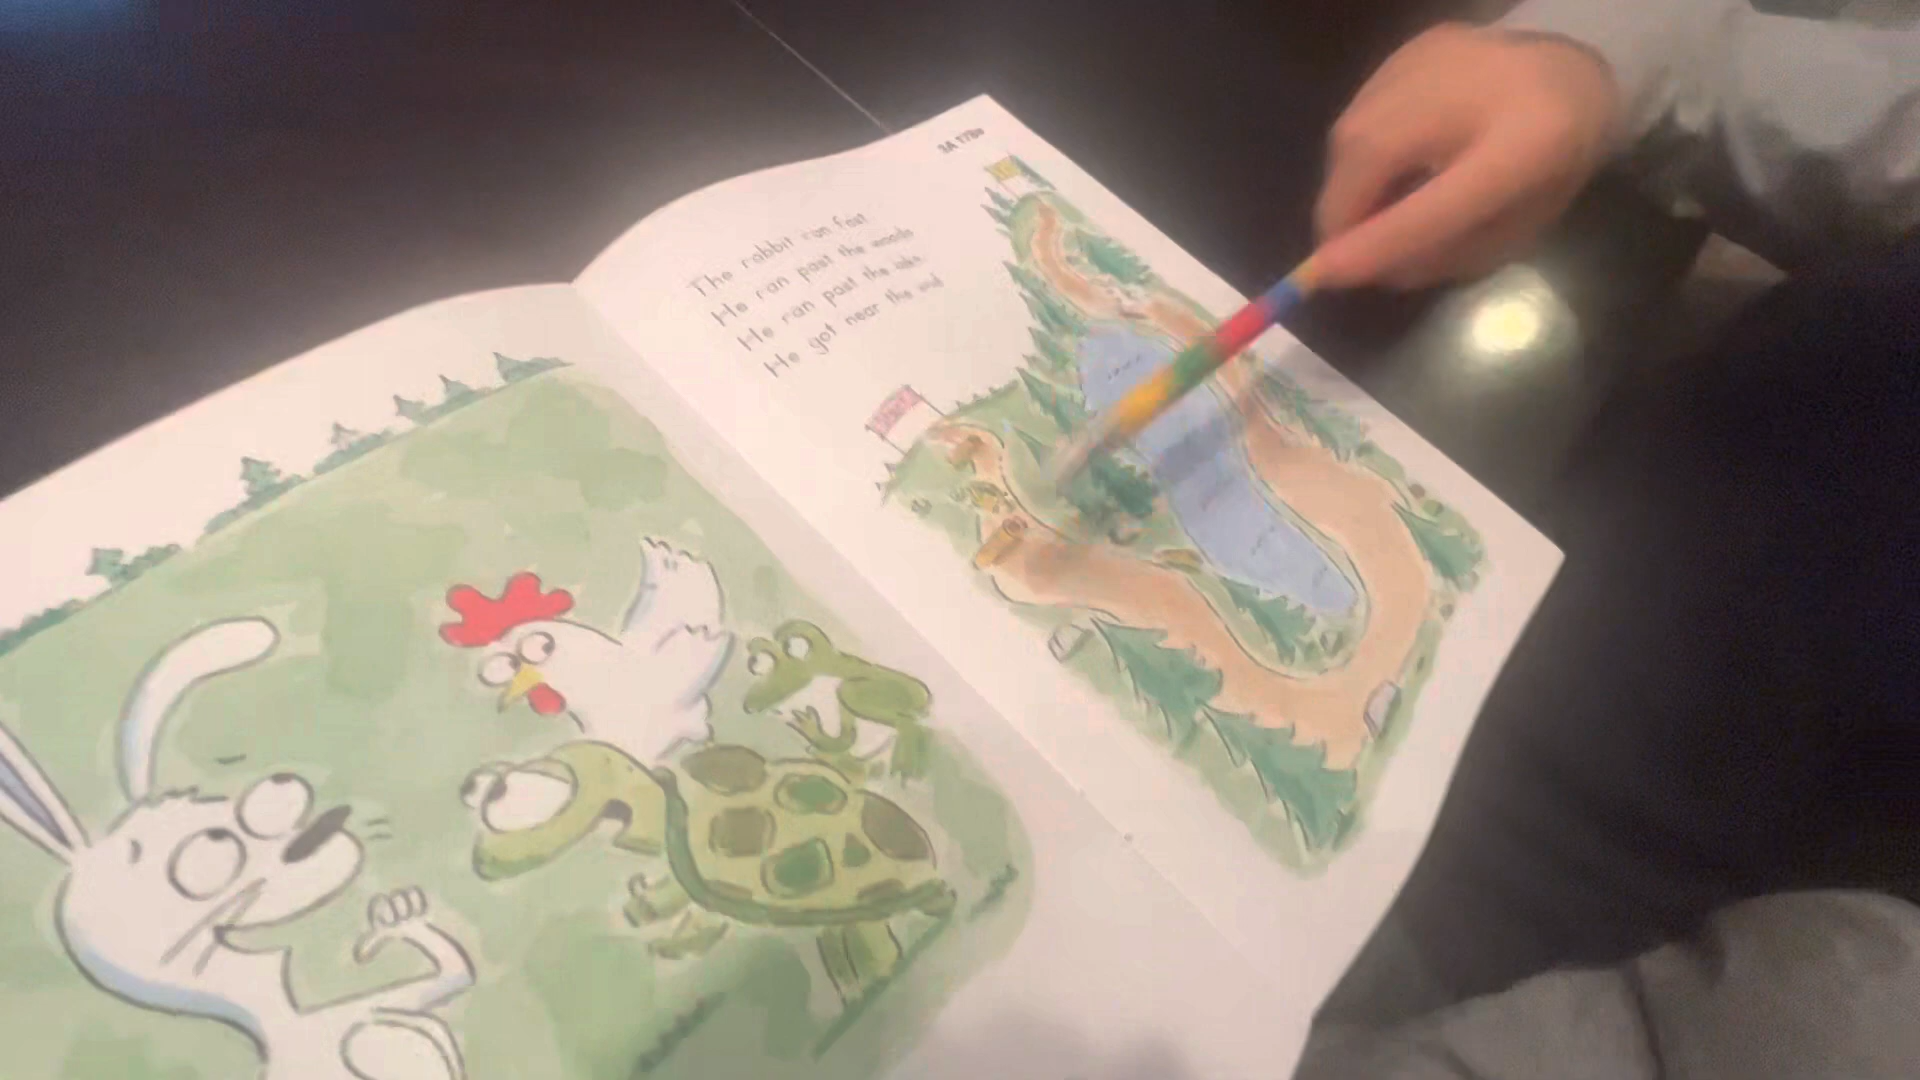 The rabbit ran fast.
He ran past the woods.
He ran past the lake.
He got near the end